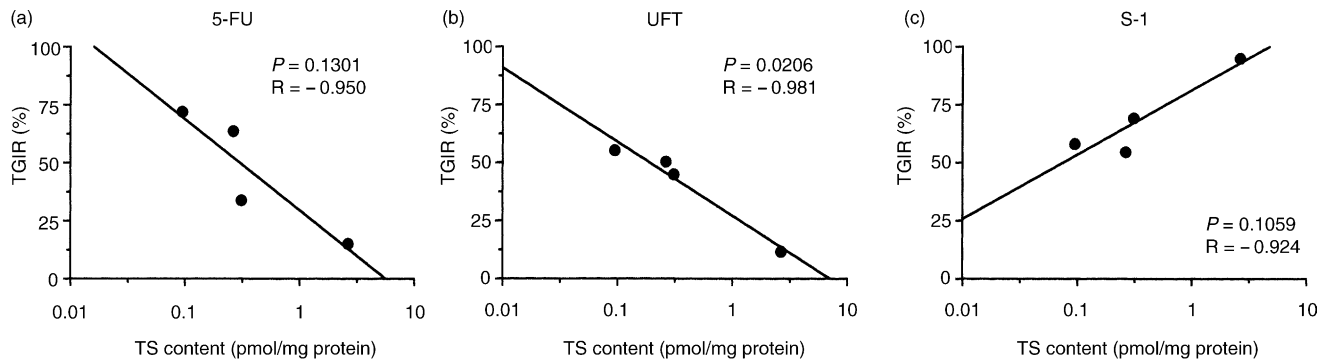 (a)
5-FU
100
75
50
25
0
TGIR (%)
P = 0.1301
R = − 0.950
0.01 0.1 1 10
TS content (pmol/mg protein)
(b)
UFT
100
75
50
25
0
TGIR (%)
P = 0.0206
R = − 0.981
0.01 0.1 1 10
TS content (pmol/mg protein)
(c)
S-1
100
75
50
25
0
TGIR (%)
P = 0.1059
R = − 0.924
0.01 0.1 1 10
TS content (pmol/mg protein)